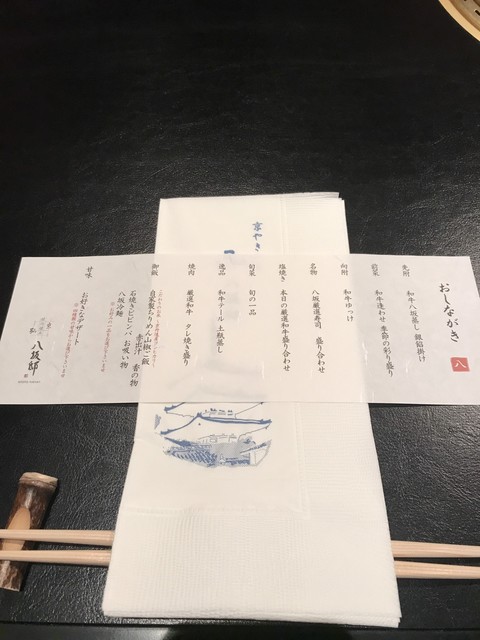 おしながき
八
先附 和牛八坂蒸し 銀餡掛け
前菜 和牛逢わせ 季節の彩り盛り
向附 和牛ゆっけ
名物 八坂厳選寿司 盛り合わせ
塩焼き 本日の厳選和牛盛り合わせ
旬菜 旬の一品
逸品 和牛テール 土瓶蒸し
焼肉 厳選和牛 タレ焼き盛り
御飯 自家製ちりめん山椒ご飯
赤出汁 香の物
石焼きビビンバ お吸い物
八坂冷麺
甘味 お好きなデザート
八坂邸
京やき